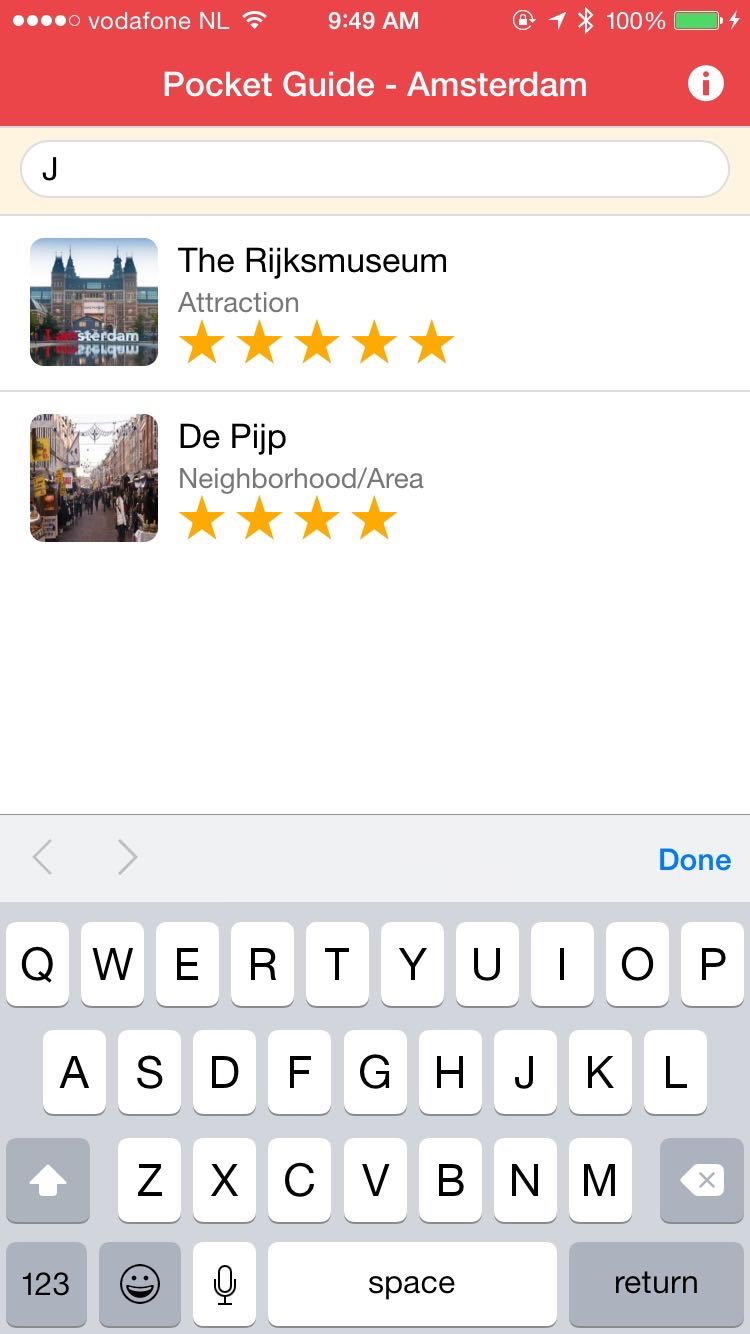 vodafone NL 9:49 AM 100%
Pocket Guide - Amsterdam
J
The Rijksmuseum
Attraction
I amsterdam
De Pijp
Neighborhood/Area
Done
Q W E R T Y U I O P
A S D F G H J K L
Z X C V B N M
123 space return